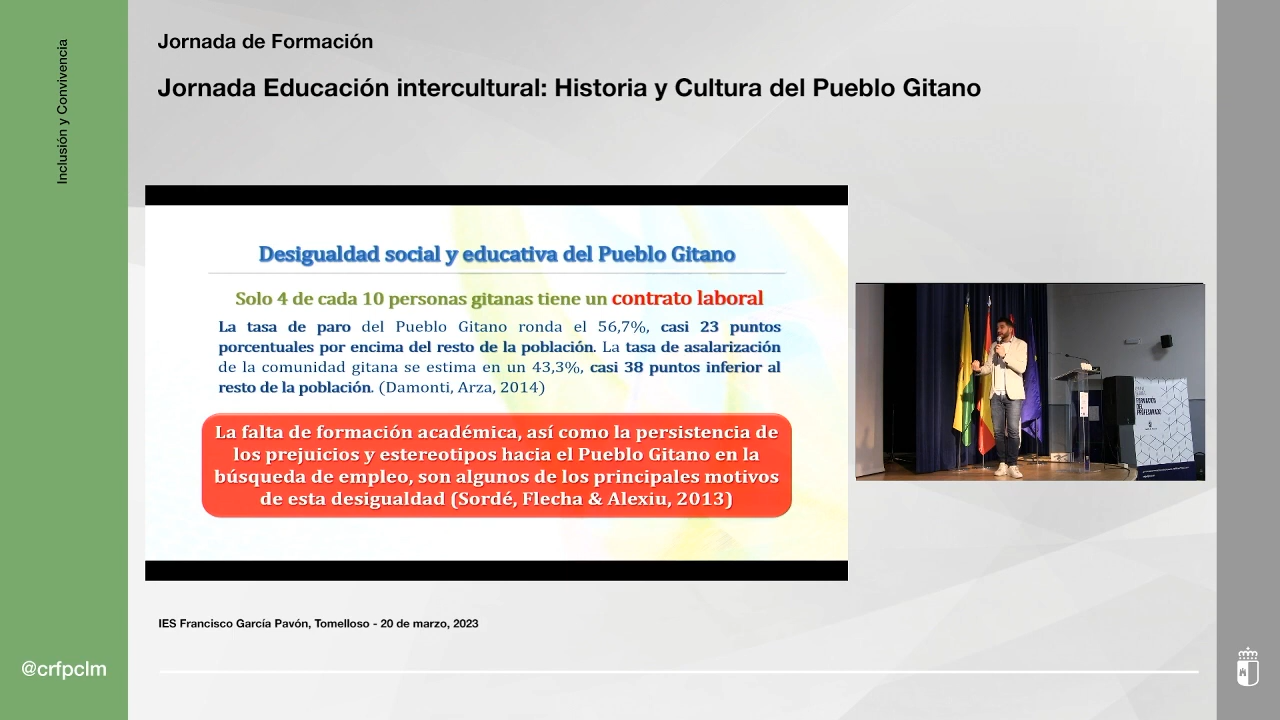 Inclusión y Convivencia
Jornada de Formación
Jornada Educación intercultural: Historia y Cultura del Pueblo Gitano
Desigualdad social y educativa del Pueblo Gitano
Solo 4 de cada 10 personas gitanas tiene un contrato laboral
La tasa de paro del Pueblo Gitano ronda el 56,7%, casi 23 puntos
porcentuales por encima del resto de la población. La tasa de asalarización
de la comunidad gitana se estima en un 43,3%, casi 38 puntos inferior al
resto de la población. (Damonti, Arza, 2014)
La falta de formación académica, así como la persistencia de
los prejuicios y estereotipos hacia el Pueblo Gitano en la
búsqueda de empleo, son algunos de los principales motivos
de esta desigualdad (Sordé, Flecha & Alexiu, 2013)
FORMACIÓN
DEL
PROFESORADO
IES Francisco García Pavón, Tomelloso - 20 de marzo, 2023
@crfpclm